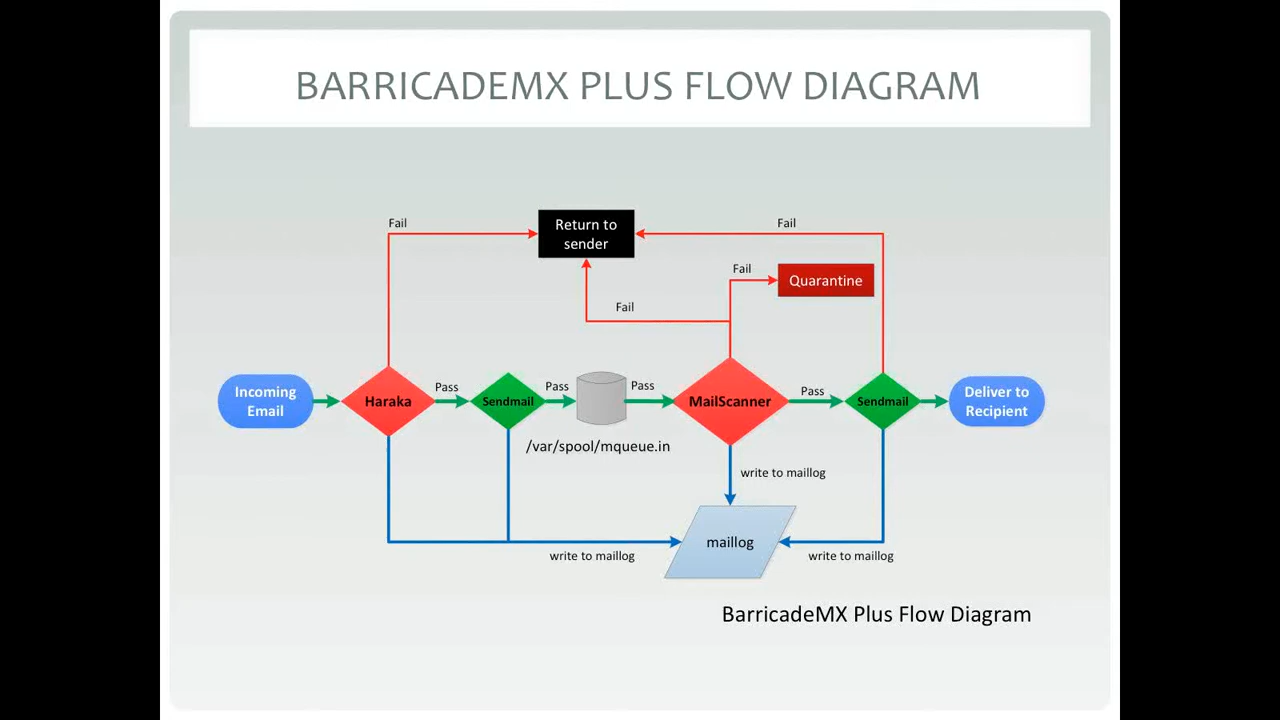 BARRICADEMX PLUS FLOW DIAGRAM
Fail
Return to
sender
Fail
Fail
Quarantine
Fail
Incoming
Email
Haraka
Pass
Sendmail
Pass
Pass
MailScanner
Pass
Sendmail
Deliver to
Recipient
/var/spool/mqueue.in
write to maillog
maillog
write to maillog
write to maillog
BarricadeMX Plus Flow Diagram